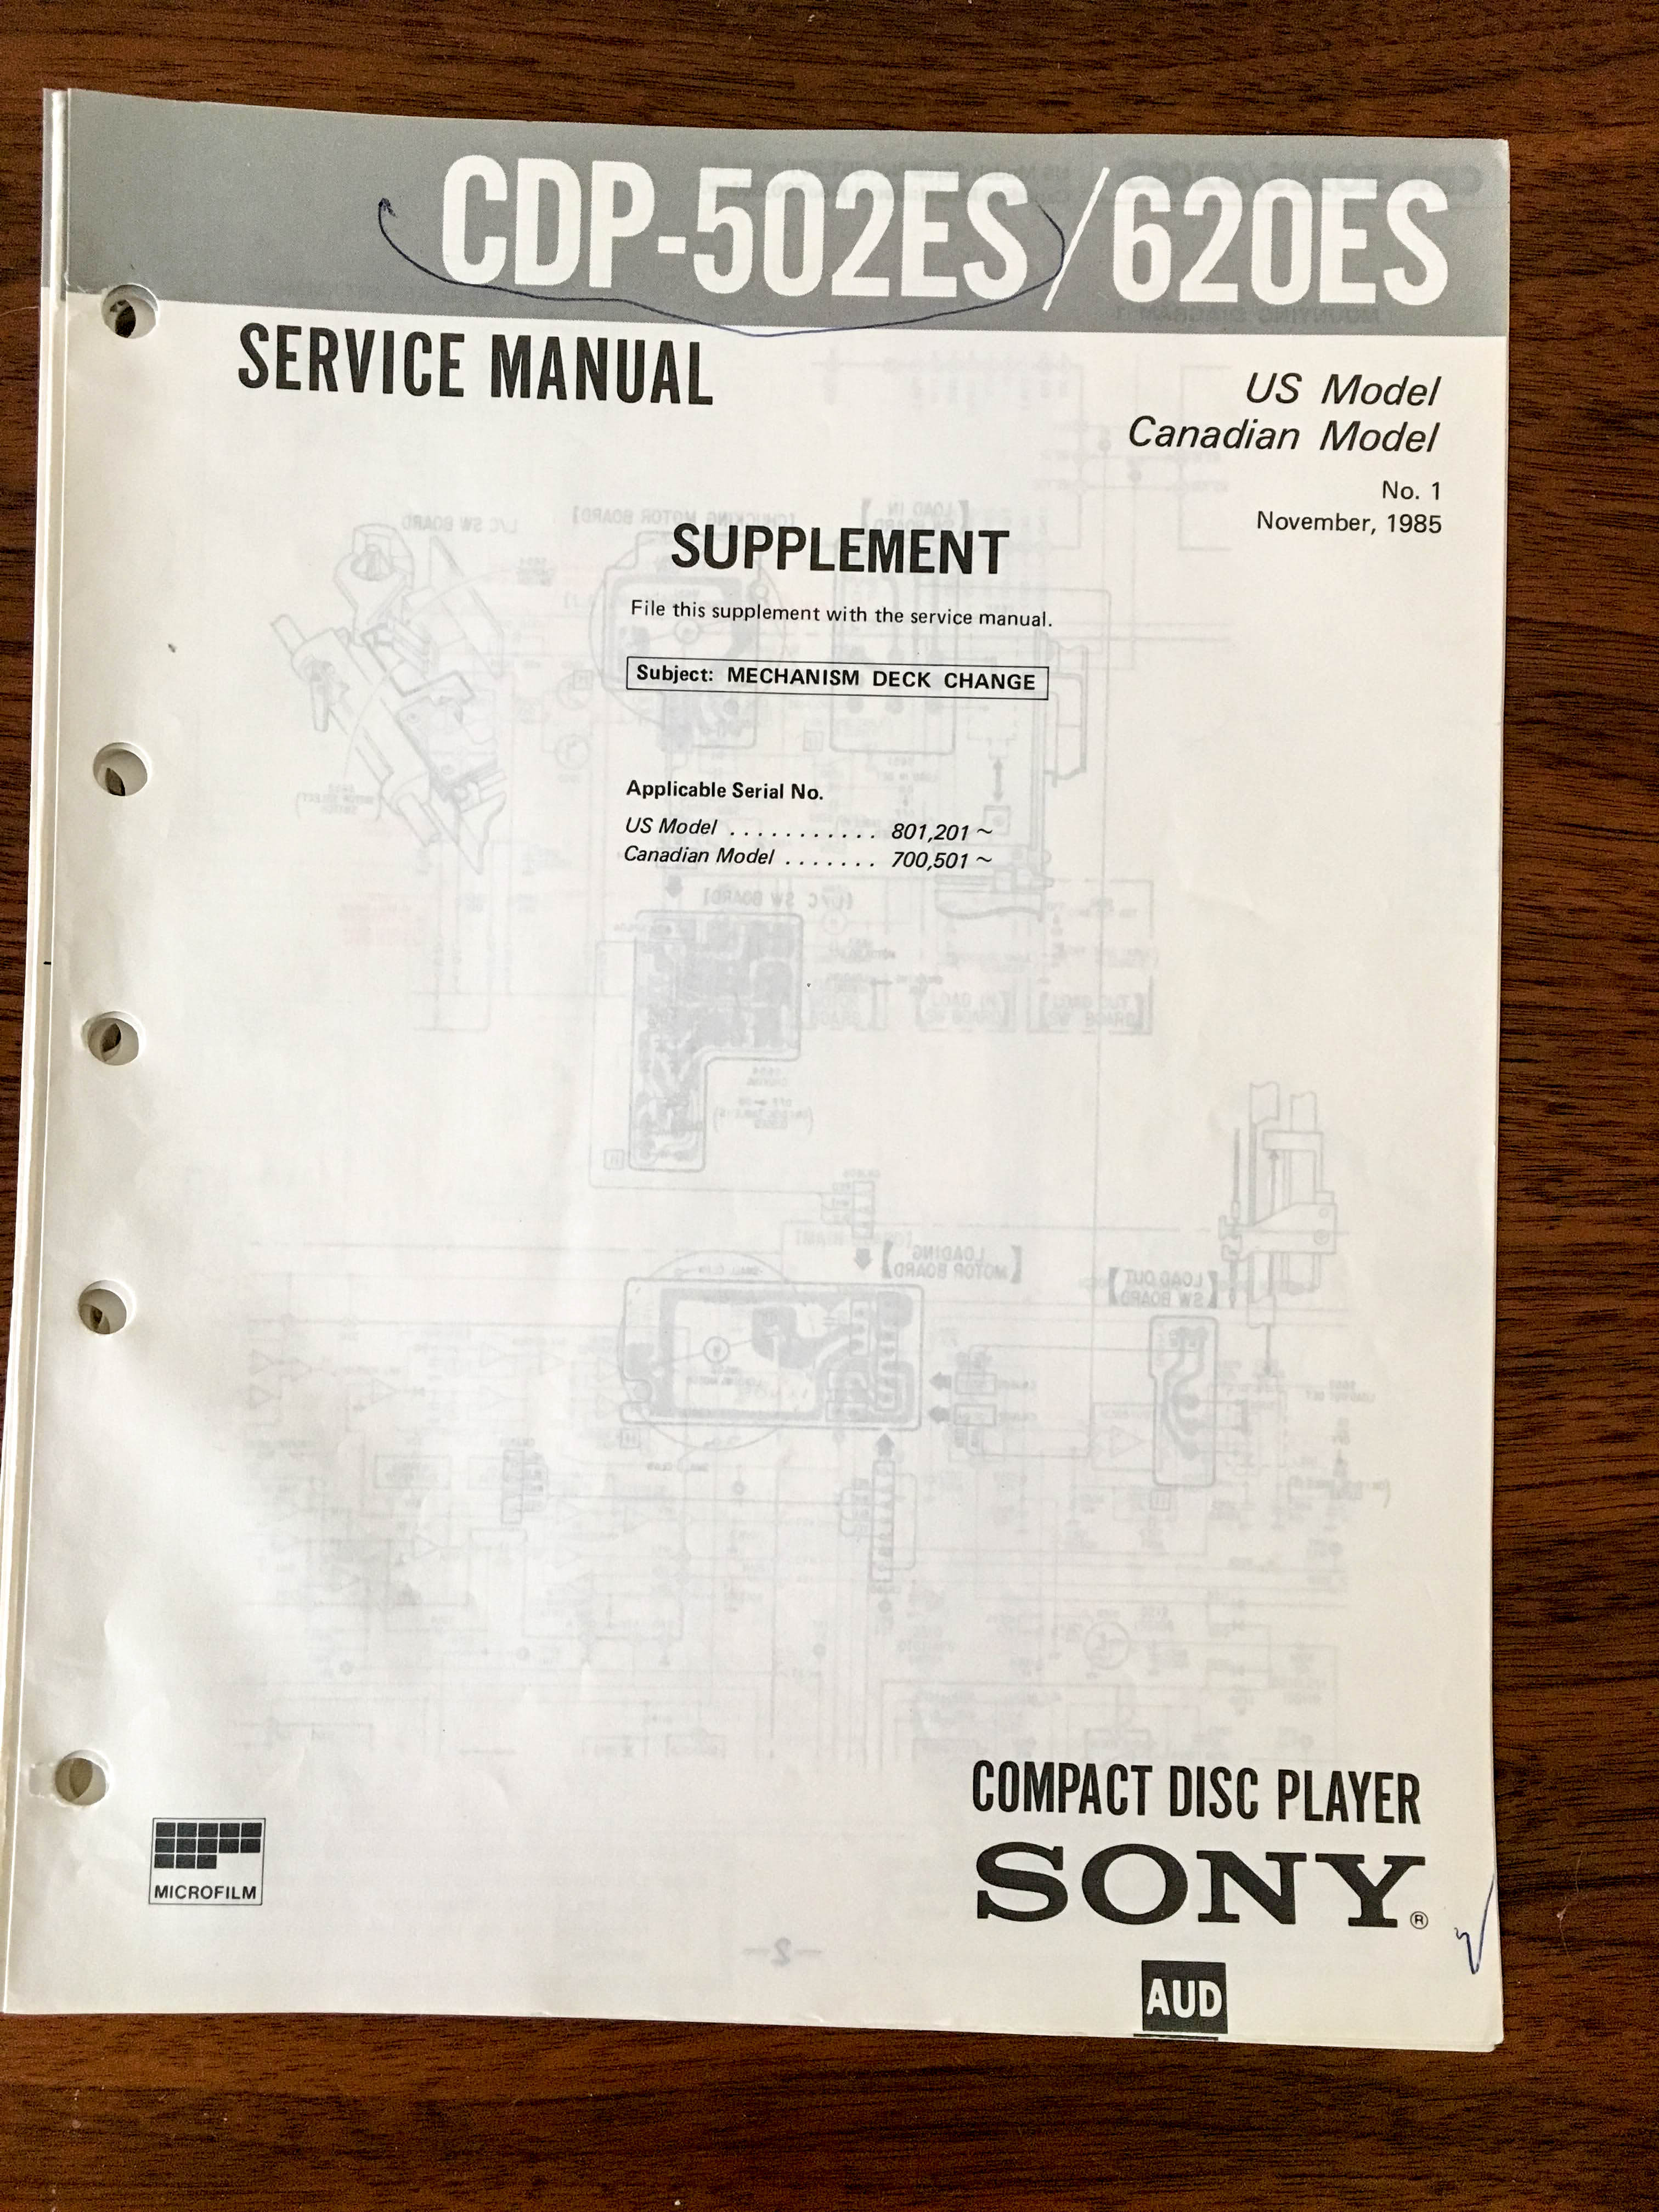 CDP-502ES/620ES
SERVICE MANUAL
US Model
Canadian Model
No. 1
November, 1985
SUPPLEMENT
File this supplement with the service manual.
Subject: MECHANISM DECK CHANGE
Applicable Serial No.
US Model . . . . . . . . . . . 801,201 ~
Canadian Model . . . . . . . 700,501 ~
COMPACT DISC PLAYER
SONY®
MICROFILM
AUD